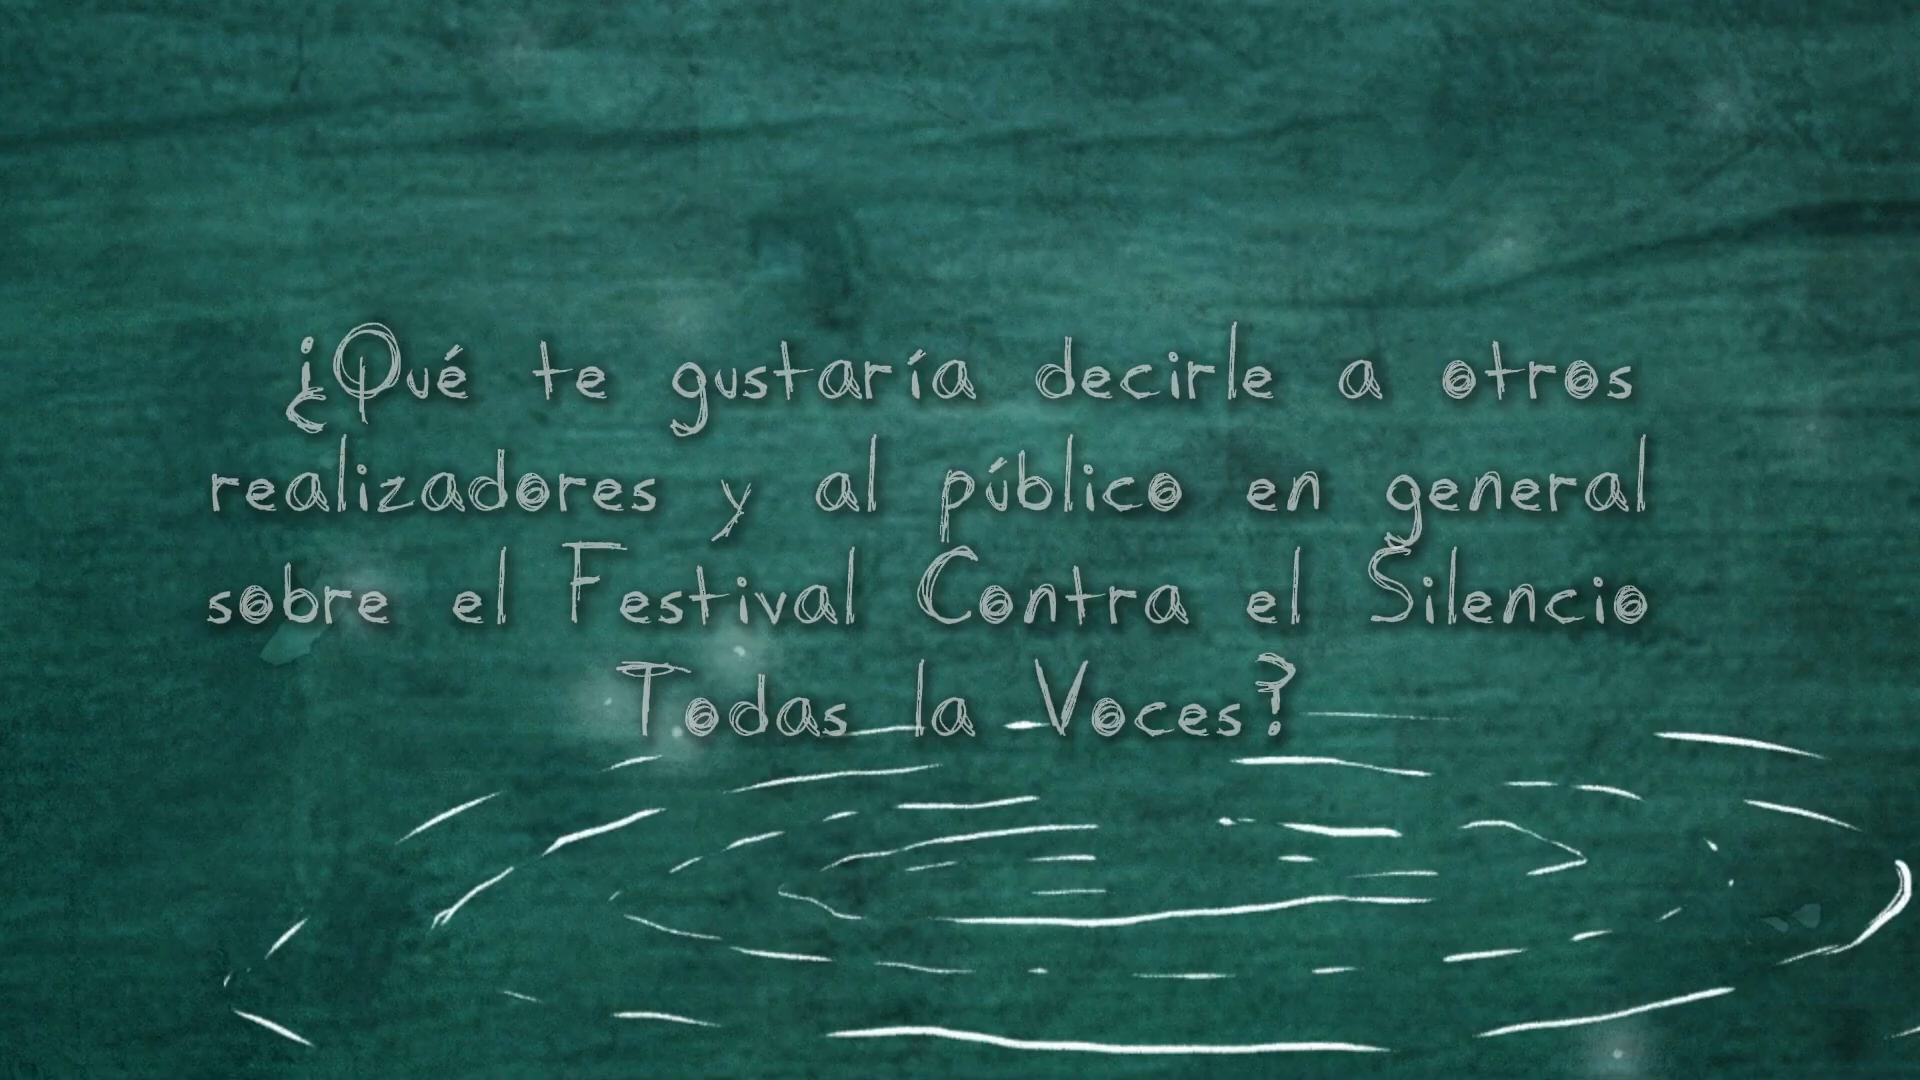 ¿Qué te gustaría decirle a otros
realizadores y al público en general
sobre el Festival Contra el Silencio
Todas la Voces?